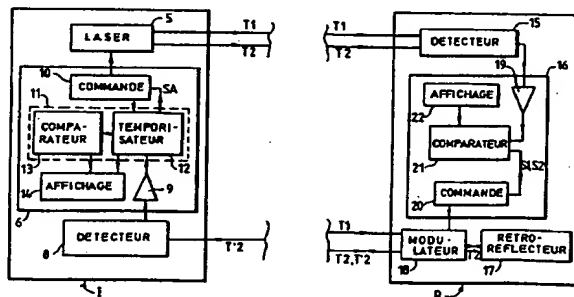 5
LASER
T1
T2
10
COMMANDE
SA
11
COMPA-
RATEUR
TEMPORI-
SATEUR
13
12
14
AFFICHAGE
9
6
DETECTEUR
8
T'2
I
15
DETECTEUR
19
16
AFFICHAGE
22
COMPARATEUR
21
S1,S2
COMMANDE
20
T1
T2,T'2
MODU-
LATEUR
18
T2
RETRO-
REFLECTEUR
17
R